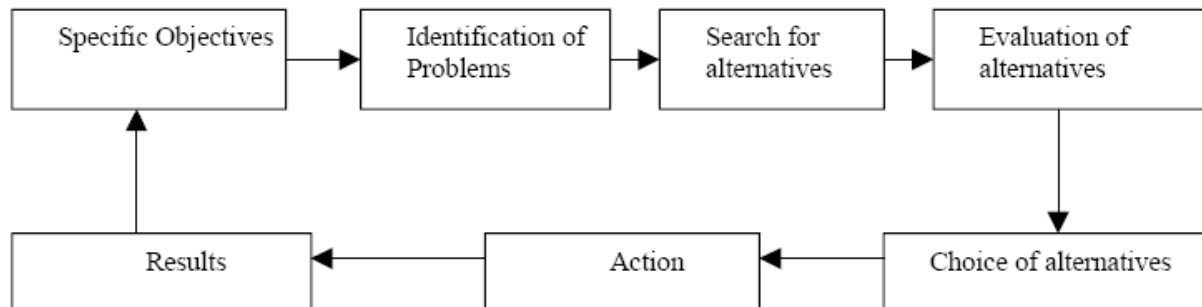 Specific Objectives
Identification of
Problems
Search for
alternatives
Evaluation of
alternatives
Results
Action
Choice of alternatives